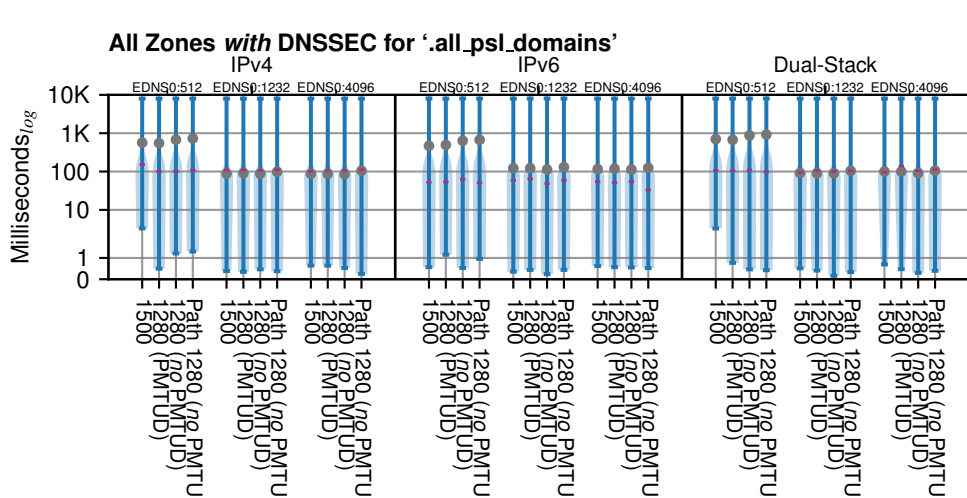 All Zones with DNSSEC for ‘.all_psl_domains’
IPv4
IPv6
Dual-Stack
EDNS0:512
EDNS0:1232
EDNS0:4096
EDNS0:512
EDNS0:1232
EDNS0:4096
EDNS0:512
EDNS0:1232
EDNS0:4096
Milliseconds log
10K
1K
100
10
1
0
1500
1280 (PMTUD)
1280 (no PMTUD)
Path 1280 (no PMTU
1500
1280 (PMTUD)
1280 (no PMTUD)
Path 1280 (no PMTU
1500
1280 (PMTUD)
1280 (no PMTUD)
Path 1280 (no PMTU
1500
1280 (PMTUD)
1280 (no PMTUD)
Path 1280 (no PMTU
1500
1280 (PMTUD)
1280 (no PMTUD)
Path 1280 (no PMTU
1500
1280 (PMTUD)
1280 (no PMTUD)
Path 1280 (no PMTU
1500
1280 (PMTUD)
1280 (no PMTUD)
Path 1280 (no PMTU
1500
1280 (PMTUD)
1280 (no PMTUD)
Path 1280 (no PMTU
1500
1280 (PMTUD)
1280 (no PMTUD)
Path 1280 (no PMTU